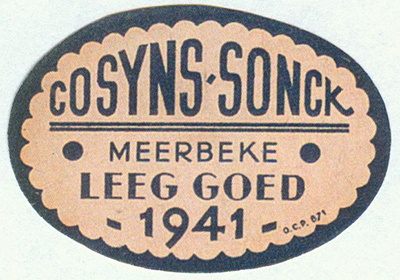 COSYNS·SONCK
MEERBEKE
LEEG GOED
- 1941 -
O.C.P. 871